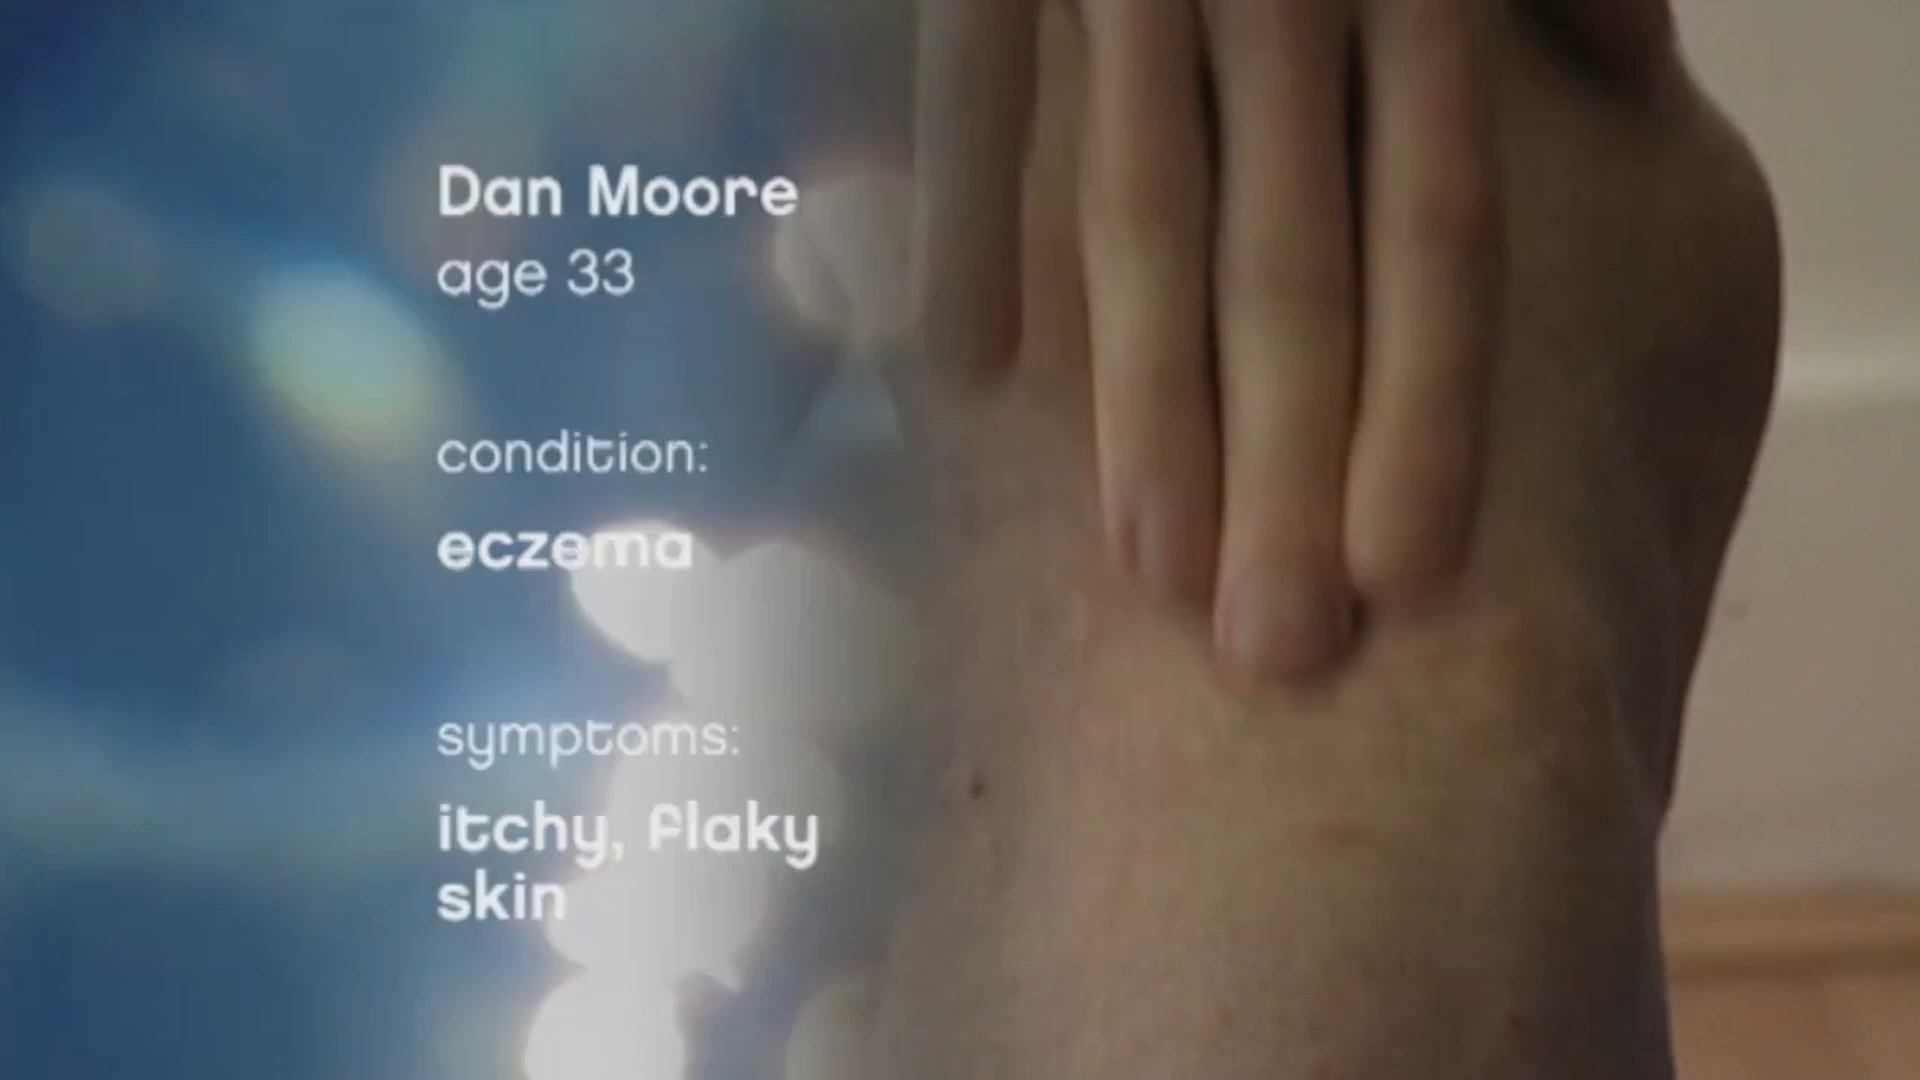 Dan Moore
age 33
condition:
eczema
symptoms:
itchy, flaky
skin